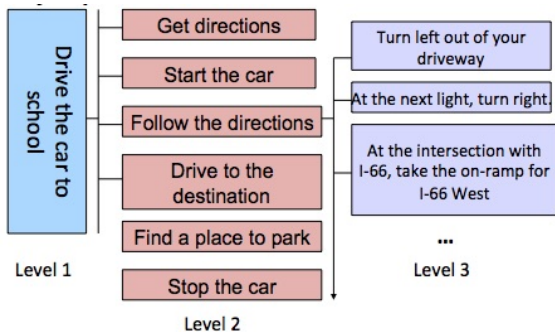 Drive the car to
school
Level 1
Get directions
Start the car
Follow the directions
Drive to the
destination
Find a place to park
Stop the car
Level 2
Turn left out of your
driveway
At the next light, turn right.
At the intersection with
I-66, take the on-ramp for
I-66 West
...
Level 3